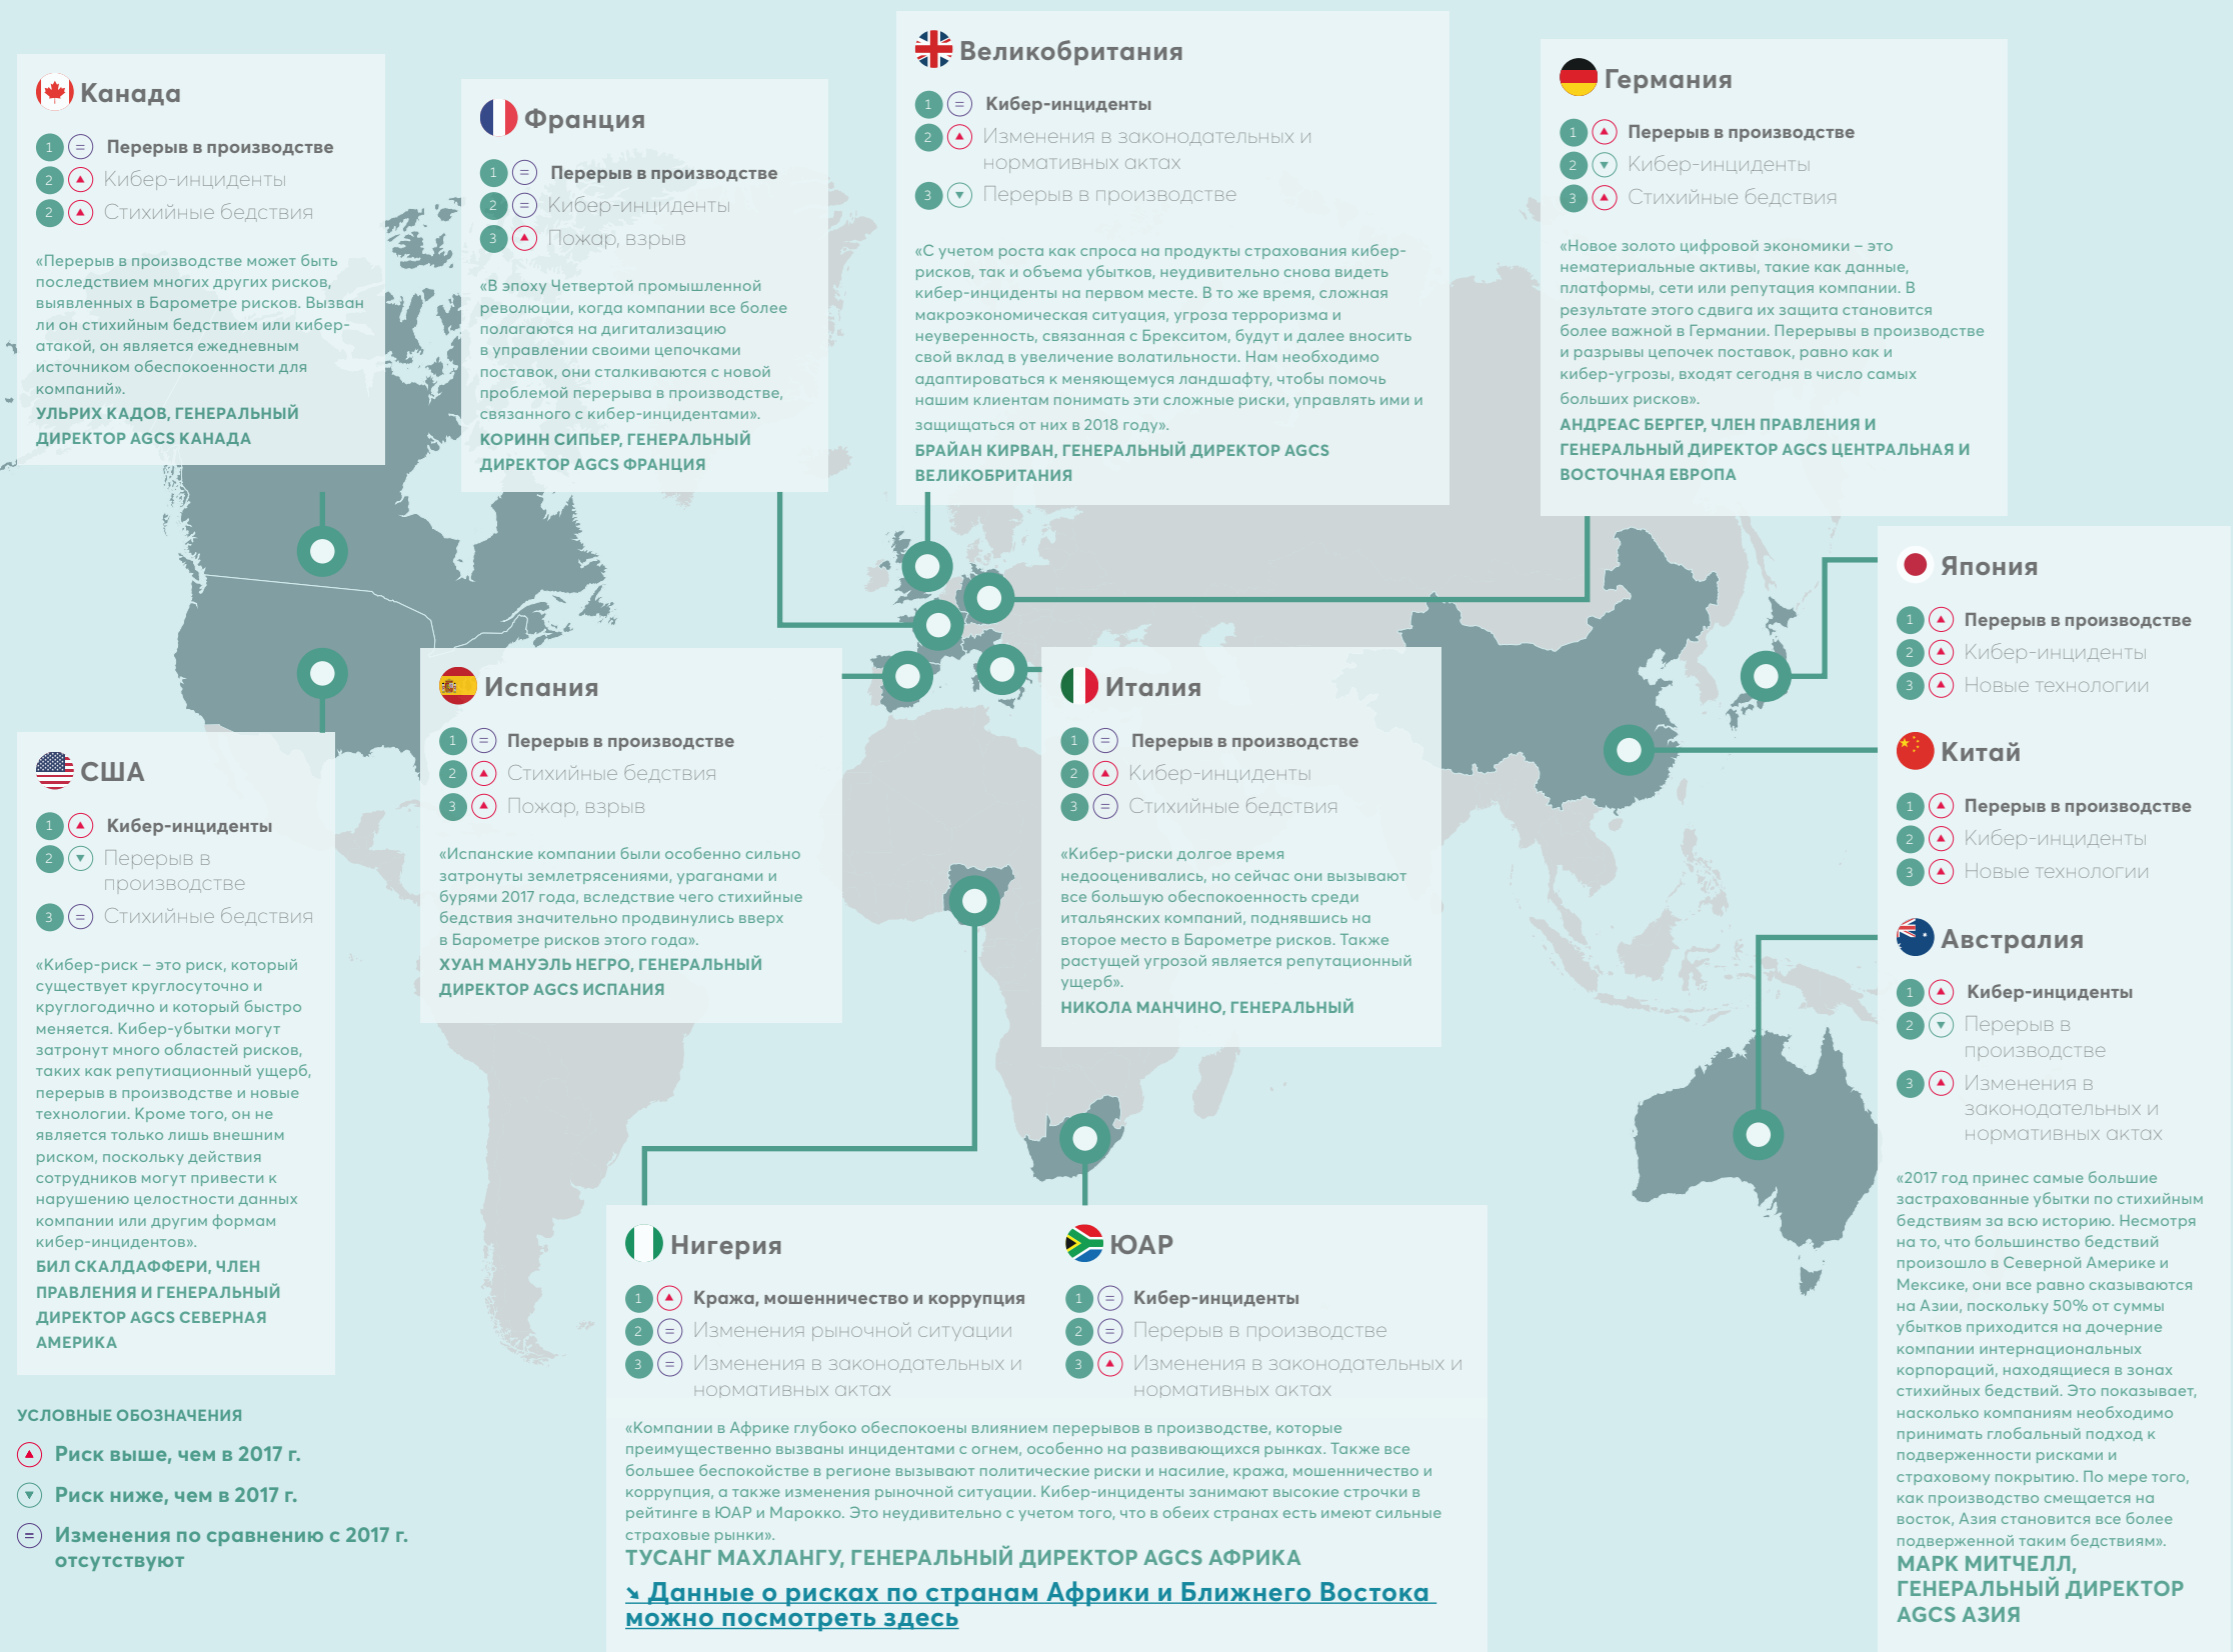 Канада
1 = Перерыв в производстве
2 ▲ Кибер-инциденты
2 ▲ Стихийные бедствия
«Перерыв в производстве может быть
последствием многих других рисков,
выявленных в Барометре рисков. Вызван
ли он стихийным бедствием или кибер-
атакой, он является ежедневным
источником обеспокоенности для
компаний».
УЛЬРИХ КАДОВ, ГЕНЕРАЛЬНЫЙ
ДИРЕКТОР AGCS КАНАДА
Франция
1 = Перерыв в производстве
2 = Кибер-инциденты
3 ▲ Пожар, взрыв
«В эпоху Четвертой промышленной
революции, когда компании все более
полагаются на дигитализацию
в управлении своими цепочками
поставок, они сталкиваются с новой
проблемой перерыва в производстве,
связанного с кибер-инцидентами».
КОРИНН СИПЬЕР, ГЕНЕРАЛЬНЫЙ
ДИРЕКТОР AGCS ФРАНЦИЯ
Великобритания
1 = Кибер-инциденты
2 ▲ Изменения в законодательных и
нормативных актах
3 ▼ Перерыв в производстве
«С учетом роста как спроса на продукты страхования кибер-
рисков, так и объема убытков, неудивительно снова видеть
кибер-инциденты на первом месте. В то же время, сложная
макроэкономическая ситуация, угроза терроризма и
неуверенность, связанная с Брекситом, будут и далее вносить
свой вклад в увеличение волатильности. Нам необходимо
адаптироваться к меняющемуся ландшафту, чтобы помочь
нашим клиентам понимать эти сложные риски, управлять ими и
защищаться от них в 2018 году».
БРАЙАН КИРВАН, ГЕНЕРАЛЬНЫЙ ДИРЕКТОР AGCS
ВЕЛИКОБРИТАНИЯ
Германия
1 ▲ Перерыв в производстве
2 ▼ Кибер-инциденты
3 ▲ Стихийные бедствия
«Новое золото цифровой экономики – это
нематериальные активы, такие как данные,
платформы, сети или репутация компании. В
результате этого сдвига их защита становится
более важной в Германии. Перерывы в производстве
и разрывы цепочек поставок, равно как и
кибер-угрозы, входят сегодня в число самых
больших рисков».
АНДРЕАС БЕРГЕР, ЧЛЕН ПРАВЛЕНИЯ И
ГЕНЕРАЛЬНЫЙ ДИРЕКТОР AGCS ЦЕНТРАЛЬНАЯ И
ВОСТОЧНАЯ ЕВРОПА
США
1 ▲ Кибер-инциденты
2 ▼ Перерыв в
производстве
3 = Стихийные бедствия
«Кибер-риск – это риск, который
существует круглосуточно и
круглогодично и который быстро
меняется. Кибер-убытки могут
затронут много областей рисков,
таких как репутиационный ущерб,
перерыв в производстве и новые
технологии. Кроме того, он не
является только лишь внешним
риском, поскольку действия
сотрудников могут привести к
нарушению целостности данных
компании или другим формам
кибер-инцидентов».
БИЛ СКАЛДАФФЕРИ, ЧЛЕН
ПРАВЛЕНИЯ И ГЕНЕРАЛЬНЫЙ
ДИРЕКТОР AGCS СЕВЕРНАЯ
АМЕРИКА
Испания
1 = Перерыв в производстве
2 ▲ Стихийные бедствия
3 ▲ Пожар, взрыв
«Испанские компании были особенно сильно
затронуты землетрясениями, ураганами и
бурями 2017 года, вследствие чего стихийные
бедствия значительно продвинулись вверх
в Барометре рисков этого года».
ХУАН МАНУЭЛЬ НЕГРО, ГЕНЕРАЛЬНЫЙ
ДИРЕКТОР AGCS ИСПАНИЯ
Италия
1 = Перерыв в производстве
2 ▲ Кибер-инциденты
3 = Стихийные бедствия
«Кибер-риски долгое время
недооценивались, но сейчас они вызывают
все большую обеспокоенность среди
итальянских компаний, поднявшись на
второе место в Барометре рисков. Также
растущей угрозой является репутационный
ущерб».
НИКОЛА МАНЧИНО, ГЕНЕРАЛЬНЫЙ
Япония
1 ▲ Перерыв в производстве
2 ▲ Кибер-инциденты
3 ▲ Новые технологии
Китай
1 ▲ Перерыв в производстве
2 ▲ Кибер-инциденты
3 ▲ Новые технологии
Австралия
1 ▲ Кибер-инциденты
2 ▼ Перерыв в
производстве
3 ▲ Изменения в
законодательных и
нормативных актах
«2017 год принес самые большие
застрахованные убытки по стихийным
бедствиям за всю историю. Несмотря
на то, что большинство бедствий
произошло в Северной Америке и
Мексике, они все равно сказываются
на Азии, поскольку 50% от суммы
убытков приходится на дочерние
компании интернациональных
корпораций, находящиеся в зонах
стихийных бедствий. Это показывает,
насколько компаниям необходимо
принимать глобальный подход к
подверженности рисками и
страховому покрытию. По мере того,
как производство смещается на
восток, Азия становится все более
подверженной таким бедствиям».
МАРК МИТЧЕЛЛ,
ГЕНЕРАЛЬНЫЙ ДИРЕКТОР
AGCS АЗИЯ
Нигерия
1 ▲ Кража, мошенничество и коррупция
2 = Изменения рыночной ситуации
3 = Изменения в законодательных и
нормативных актах
ЮАР
1 = Кибер-инциденты
2 = Перерыв в производстве
3 ▲ Изменения в законодательных и
нормативных актах
«Компании в Африке глубоко обеспокоены влиянием перерывов в производстве, которые
преимущественно вызваны инцидентами с огнем, особенно на развивающихся рынках. Также все
большее беспокойстве в регионе вызывают политические риски и насилие, кража, мошенничество и
коррупция, а также изменения рыночной ситуации. Кибер-инциденты занимают высокие строчки в
рейтинге в ЮАР и Марокко. Это неудивительно с учетом того, что в обеих странах есть имеют сильные
страховые рынки».
ТУСАНГ МАХЛАНГУ, ГЕНЕРАЛЬНЫЙ ДИРЕКТОР AGCS АФРИКА
↘ Данные о рисках по странам Африки и Ближнего Востока
можно посмотреть здесь
УСЛОВНЫЕ ОБОЗНАЧЕНИЯ
▲ Риск выше, чем в 2017 г.
▼ Риск ниже, чем в 2017 г.
= Изменения по сравнению с 2017 г.
отсутствуют